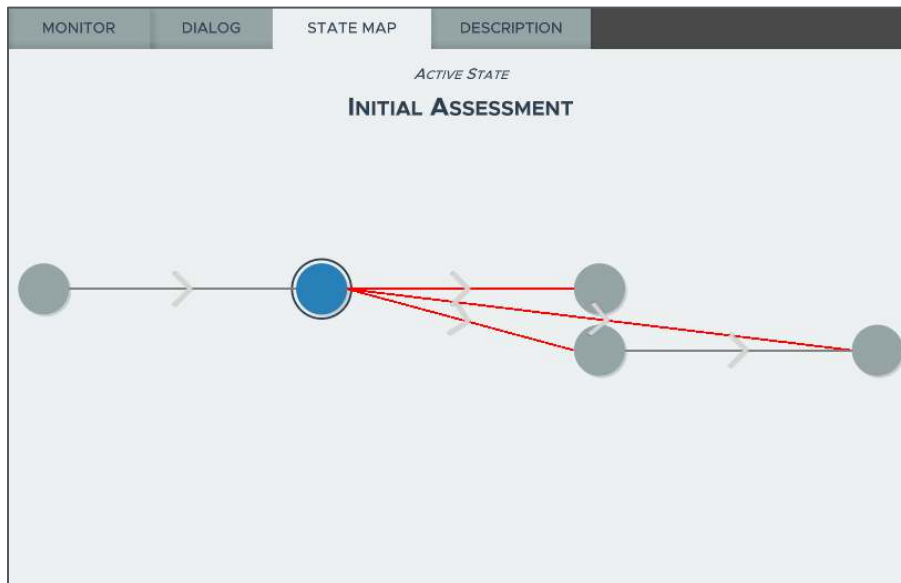 MONITOR DIALOG STATE MAP DESCRIPTION
ACTIVE STATE
INITIAL ASSESSMENT